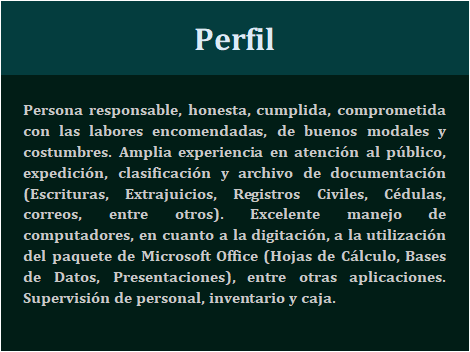 Perfil
Persona responsable, honesta, cumplida, comprometida
con las labores encomendadas, de buenos modales y
costumbres. Amplia experiencia en atención al público,
expedición, clasificación y archivo de documentación
(Escrituras, Extrajuicios, Registros Civiles, Cédulas,
correos, entre otros). Excelente manejo de
computadores, en cuanto a la digitación, a la utilización
del paquete de Microsoft Office (Hojas de Cálculo, Bases
de Datos, Presentaciones), entre otras aplicaciones.
Supervisión de personal, inventario y caja.